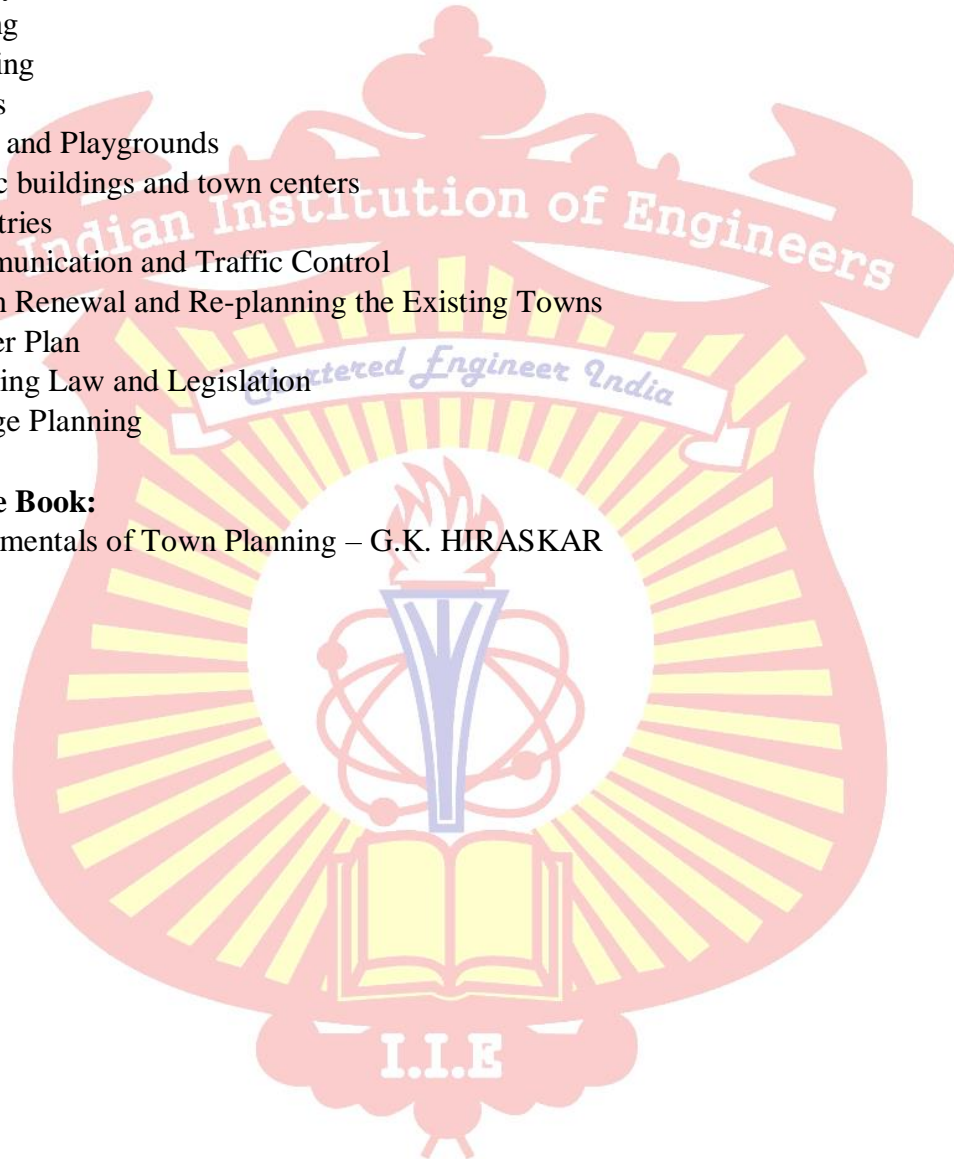 ng
ing
s
and Playgrounds
c buildings and town centers
tries
munication and Traffic Control
n Renewal and Re-planning the Existing Towns
er Plan
ing Law and Legislation
ge Planning
e Book:
mentals of Town Planning – G.K. HIRASKAR
Indian Institution of Engineers
Chartered Engineer India
I.I.E